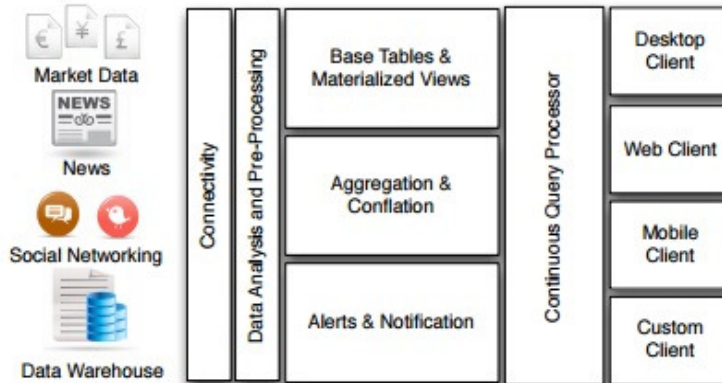 € ¥ £
Market Data
NEWS
News
Social Networking
Data Warehouse
Connectivity
Data Analysis and Pre-Processing
Base Tables &
Materialized Views
Aggregation &
Conflation
Alerts & Notification
Continuous Query Processor
Desktop
Client
Web Client
Mobile
Client
Custom
Client